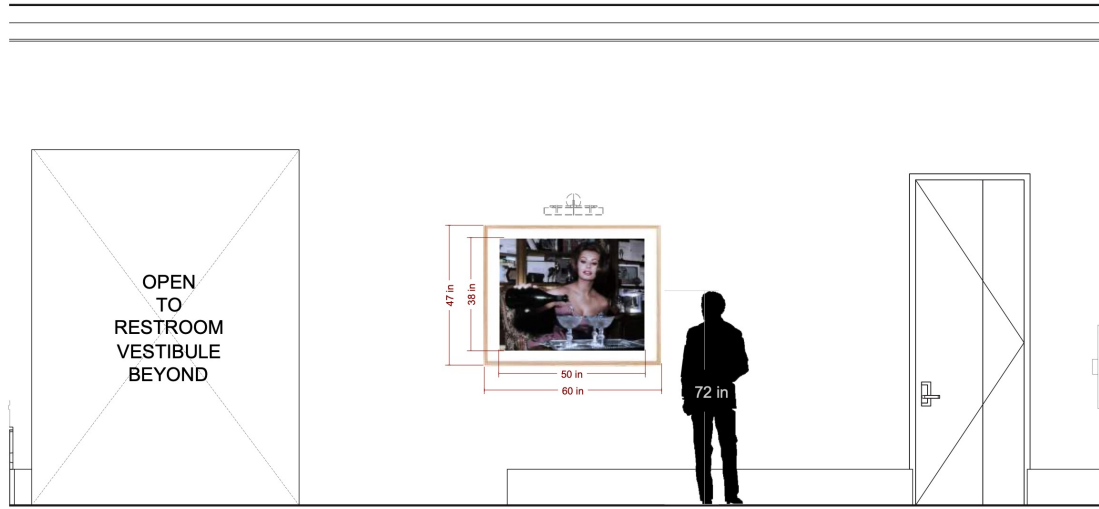 OPEN
TO
RESTROOM
VESTIBULE
BEYOND
47 in
38 in
50 in
60 in
72 in